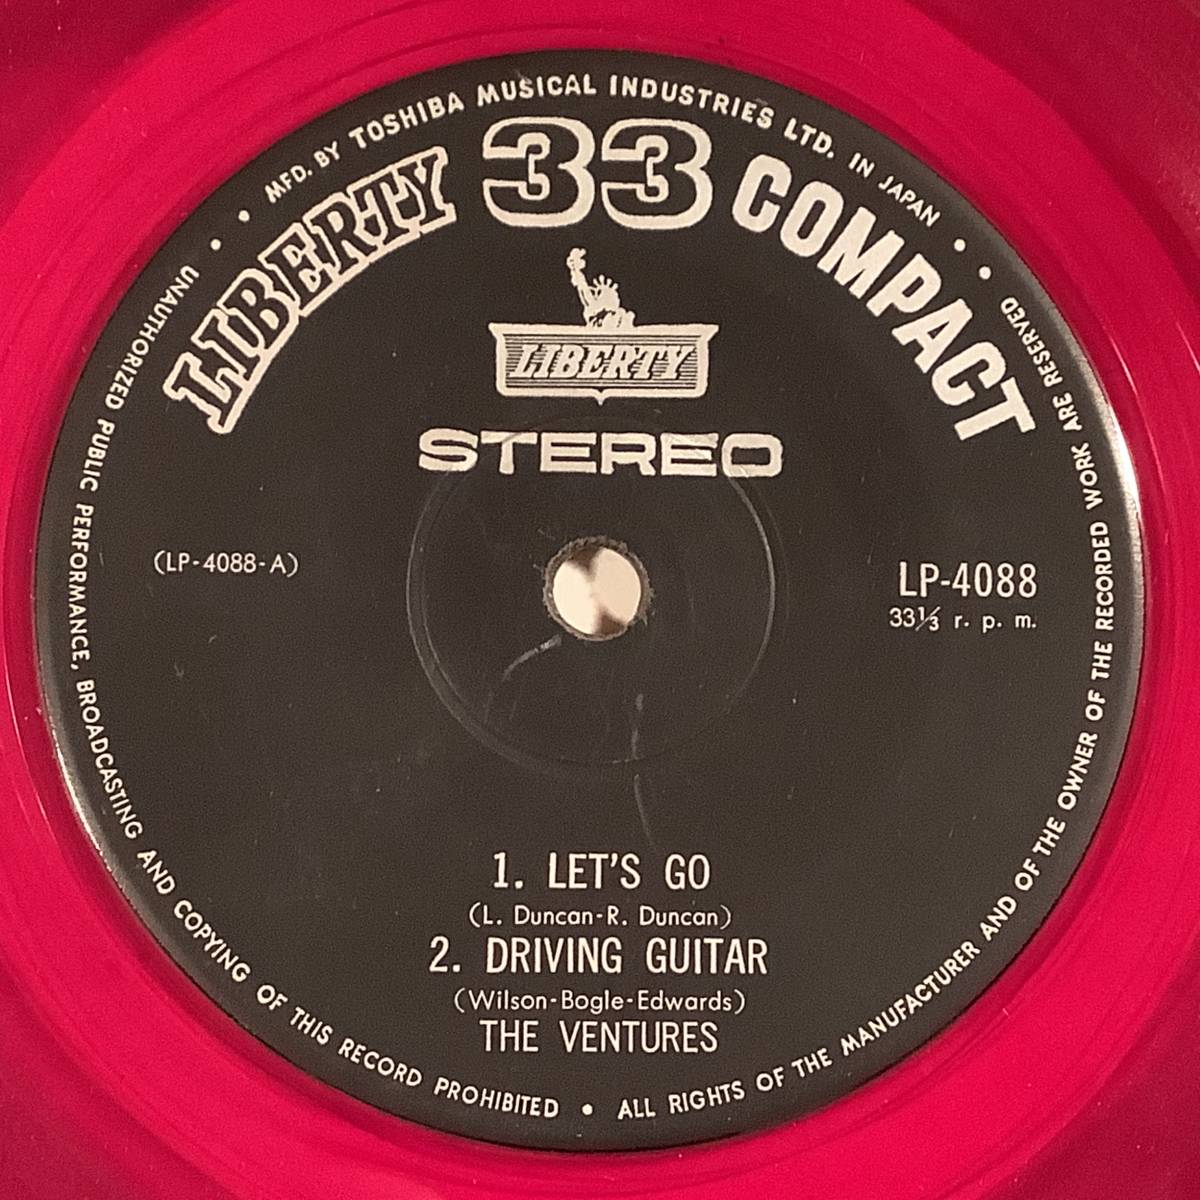 MFD. BY TOSHIBA MUSICAL INDUSTRIES LTD. IN JAPAN
LIBERTY 33 COMPACT
LIBERTY
STEREO
(LP-4088-A)
LP-4088
33⅓ r. p. m.
1. LET'S GO
(L. Duncan-R. Duncan)
2. DRIVING GUITAR
(Wilson-Bogle-Edwards)
THE VENTURES
UNAUTHORIZED PUBLIC PERFORMANCE, BROADCASTING AND COPYING OF THIS RECORD PROHIBITED • ALL RIGHTS OF THE MANUFACTURER AND OF THE OWNER OF THE RECORDED WORK ARE RESERVED